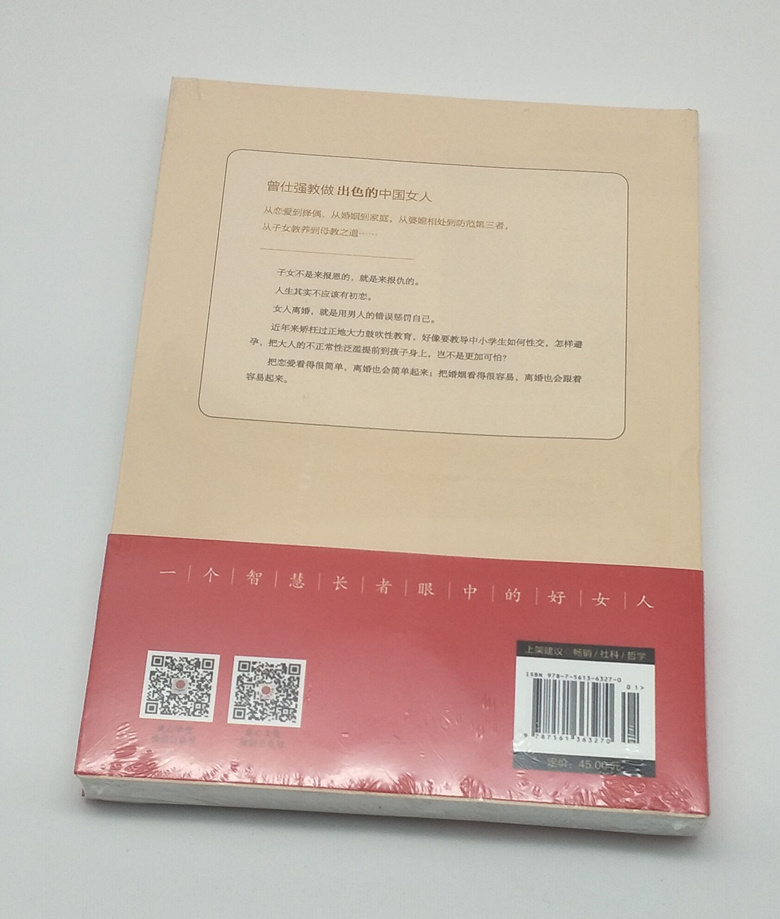 曾仕强教做出色的中国女人
从恋爱到择偶，从婚姻到家庭，从婆媳相处到防范第三者，
从子女教养到母教之道……
子女不是来报恩的，就是来报仇的。
人生其实不应该有初恋。
女人离婚，就是用男人的错误惩罚自己。
近年来矫枉过正地大力鼓吹性教育，好像要教导中小学生如何性交，怎样避
孕，把大人的不正常性泛滥提前到孩子身上，岂不是更加可怕？
把恋爱看得很简单，离婚也会简单起来；把婚姻看得很容易，离婚也会跟着
容易起来。
一｜个｜智｜慧｜长｜者｜眼｜中｜的｜好｜女｜人
上架建议：畅销/社科/哲学
ISBN 978-7-5613-6327-0
01>
9 787561 363270
定价：45.00元